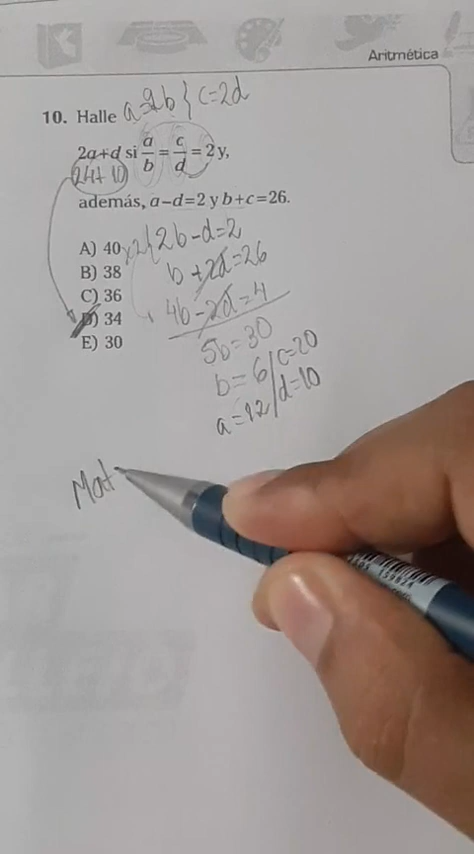 Aritmética
10. Halle a=2b } c=2d
2a+d si a/b = c/d = 2 y,
24+10
además, a–d=2 y b+c=26.
A) 40 x2{ 2b-d=2
B) 38 b+2d=26
C) 36 4b-2d=4
D) 34
E) 30
5b=30
b=6 / c=20
a=12 / d=10
Mat